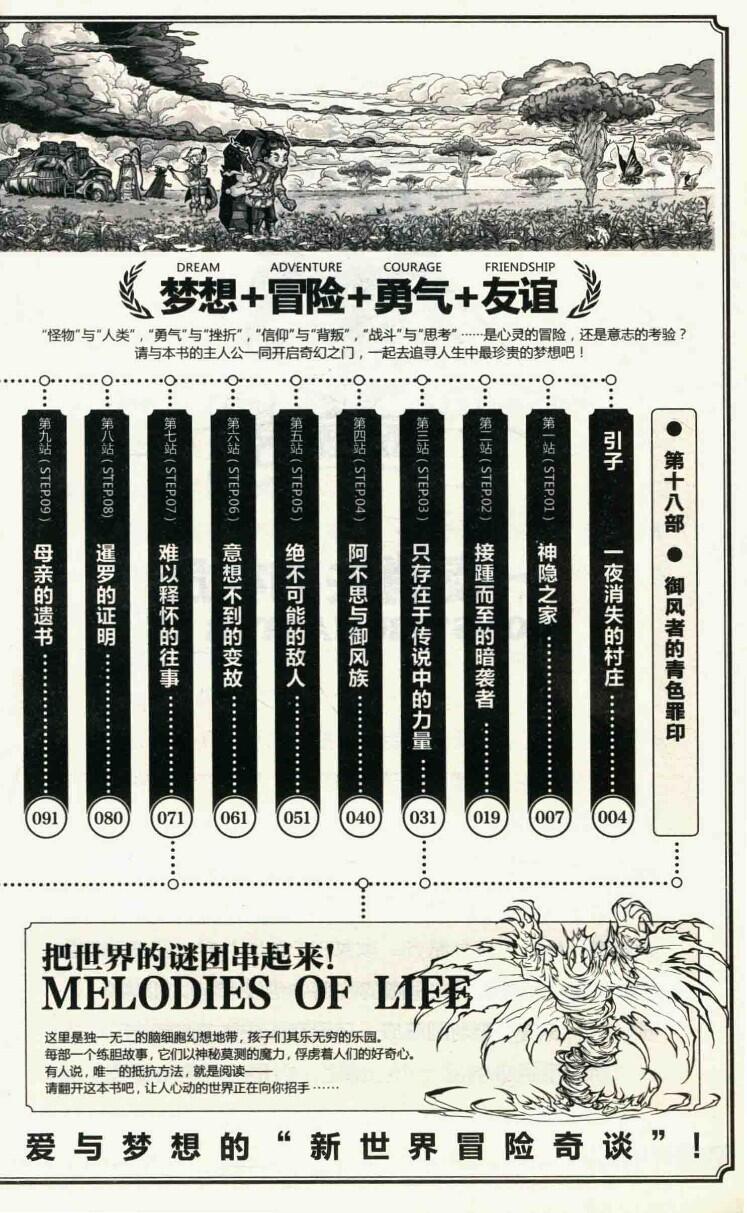 DREAM ADVENTURE COURAGE FRIENDSHIP
梦想+冒险+勇气+友谊
“怪物”与“人类”，“勇气”与“挫折”，“信仰”与“背叛”，“战斗”与“思考”……是心灵的冒险，还是意志的考验？
请与本书的主人公一同开启奇幻之门，一起去追寻人生中最珍贵的梦想吧！
●第十八部●御风者的青色罪印
引子 一夜消失的村庄……004
第一站（STEP01） 神隐之家……007
第二站（STEP02） 接踵而至的暗袭者……019
第三站（STEP03） 只存在于传说中的力量……031
第四站（STEP04） 阿不思与御风族……040
第五站（STEP05） 绝不可能的敌人……051
第六站（STEP06） 意想不到的变故……061
第七站（STEP07） 难以释怀的往事……071
第八站（STEP08) 暹罗的证明……080
第九站（STEP09） 母亲的遗书……091
把世界的谜团串起来！
MELODIES OF LIFE
这里是独一无二的脑细胞幻想地带，孩子们其乐无穷的乐园。
每部一个练胆故事，它们以神秘莫测的魔力，俘虏着人们的好奇心。
有人说，唯一的抵抗方法，就是阅读——
请翻开这本书吧，让人心动的世界正在向你招手……
爱与梦想的“新世界冒险奇谈”！